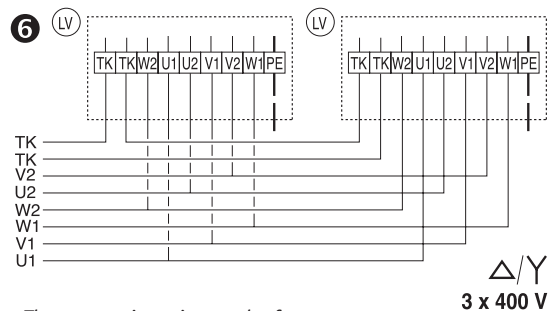 6 LV LV
TK TK W2 U1 U2 V1 V2 W1 PE TK TK W2 U1 U2 V1 V2 W1 PE
TK
TK
V2
U2
W2
W1
V1
U1
△/Y
3 x 400 V